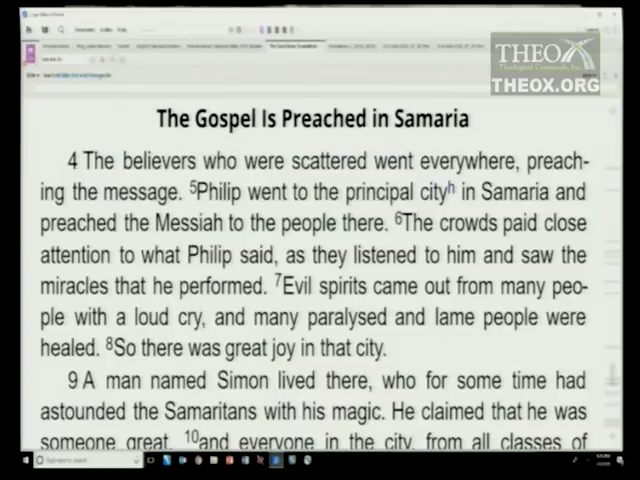 THEOX
THEOX.ORG
The Gospel Is Preached in Samaria
4 The believers who were scattered went everywhere, preach-
ing the message. 5Philip went to the principal cityh in Samaria and
preached the Messiah to the people there. 6The crowds paid close
attention to what Philip said, as they listened to him and saw the
miracles that he performed. 7Evil spirits came out from many peo-
ple with a loud cry, and many paralysed and lame people were
healed. 8So there was great joy in that city.
9 A man named Simon lived there, who for some time had
astounded the Samaritans with his magic. He claimed that he was
someone great, 10and everyone in the city, from all classes of